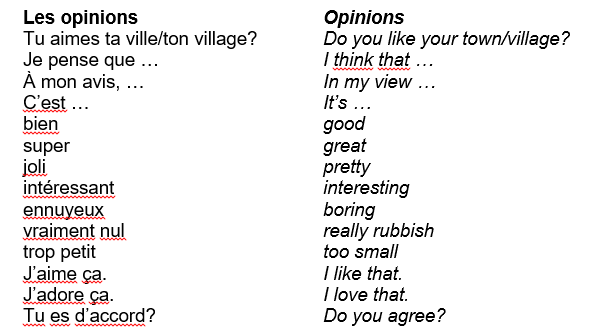 Les opinions Opinions
Tu aimes ta ville/ton village? Do you like your town/village?
Je pense que … I think that …
À mon avis, … In my view …
C’est … It’s …
bien good
super great
joli pretty
intéressant interesting
ennuyeux boring
vraiment nul really rubbish
trop petit too small
J’aime ça. I like that.
J’adore ça. I love that.
Tu es d’accord? Do you agree?